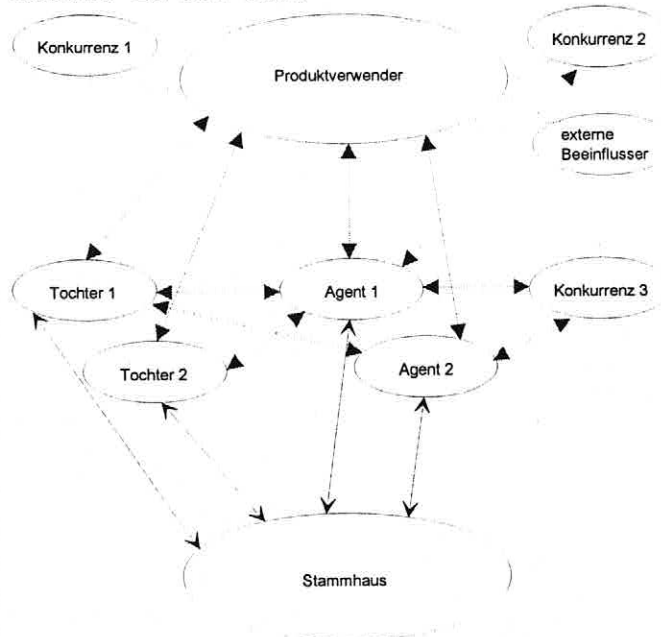 Konkurrenz 1
Produktverwender
Konkurrenz 2
externe
Beeinflusser
Tochter 1
Agent 1
Konkurrenz 3
Tochter 2
Agent 2
Stammhaus